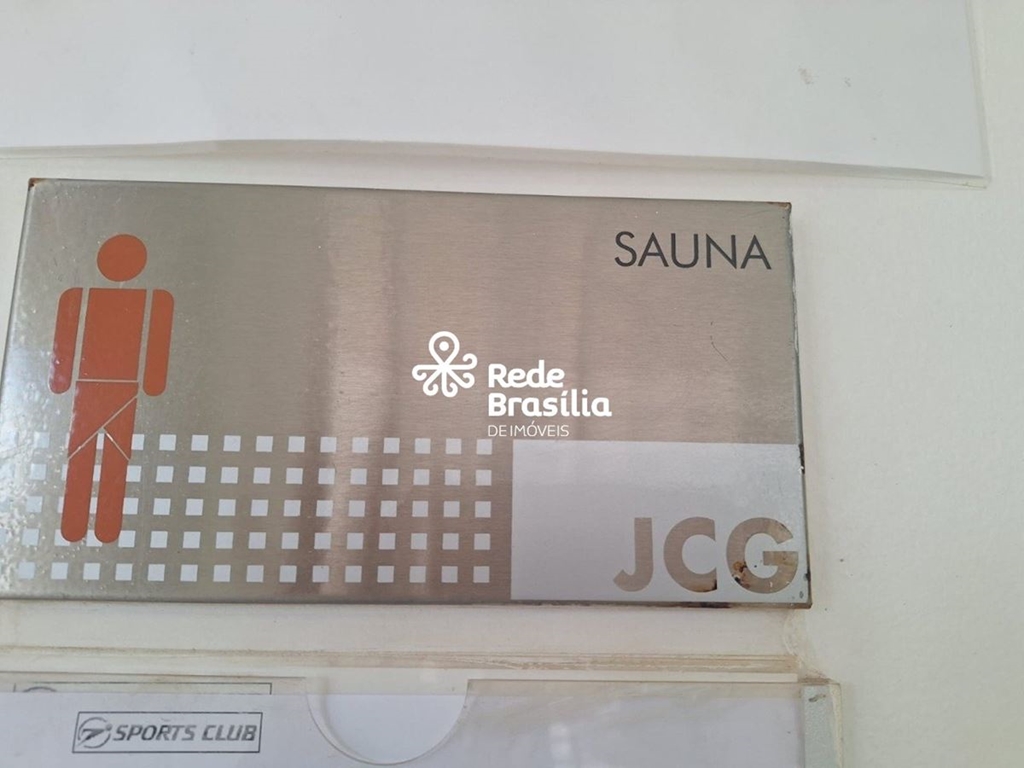 SAUNA
Rede
Brasília
DE IMÓVEIS
JCG
SPORTS CLUB